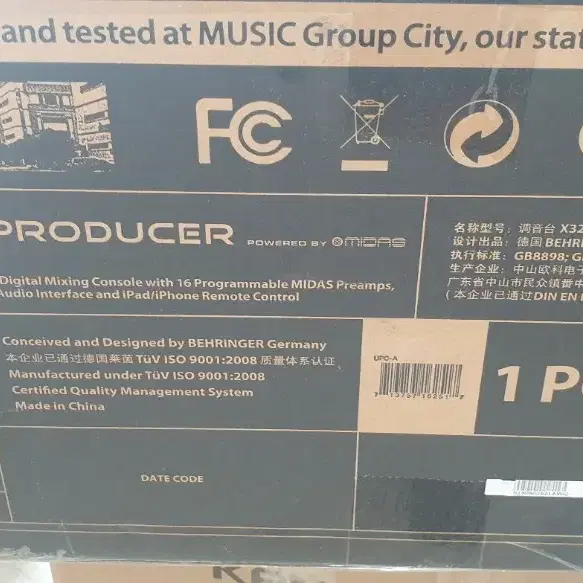 and tested at MUSIC Group City, our stat
FC
PRODUCER POWERED BY MIDAS
Digital Mixing Console with 16 Programmable MIDAS Preamps,
Audio Interface and iPad/iPhone Remote Control
名称型号: 调音台 X32
设计出品: 德国 BEHR
执行标准: GB8898; G
生产企业: 中山欧科电子
广东省中山市民众镇晋中
(本企业已通过DIN EN I
Conceived and Designed by BEHRINGER Germany
本企业已通过德国莱茵 TüV ISO 9001:2008 质量体系认证
Manufactured under TüV ISO 9001:2008
Certified Quality Management System
Made in China
UPC-A
1 P
DATE CODE